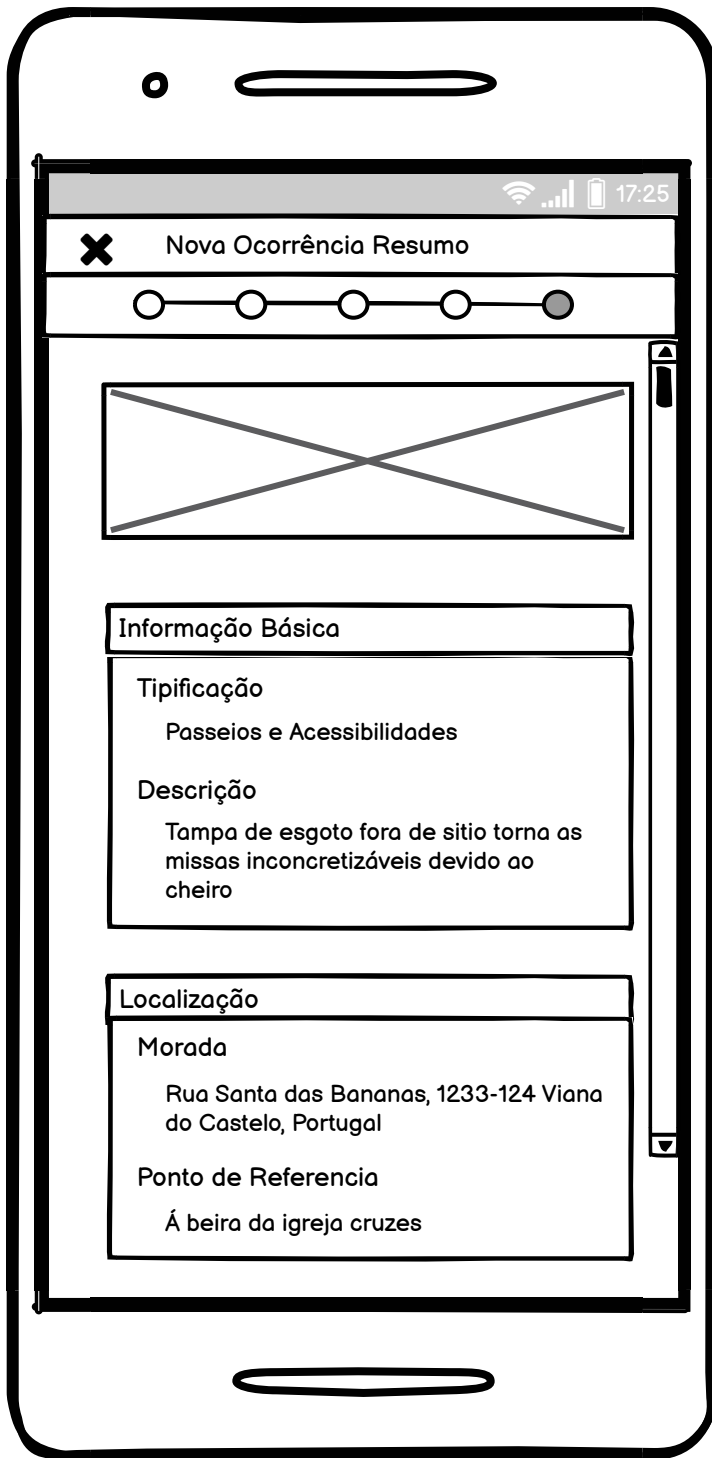 17:25
Nova Ocorrência Resumo
Informação Básica
Tipificação
Passeios e Acessibilidades
Descrição
Tampa de esgoto fora de sitio torna as
missas inconcretizáveis devido ao
cheiro
Localização
Morada
Rua Santa das Bananas, 1233-124 Viana
do Castelo, Portugal
Ponto de Referencia
Á beira da igreja cruzes